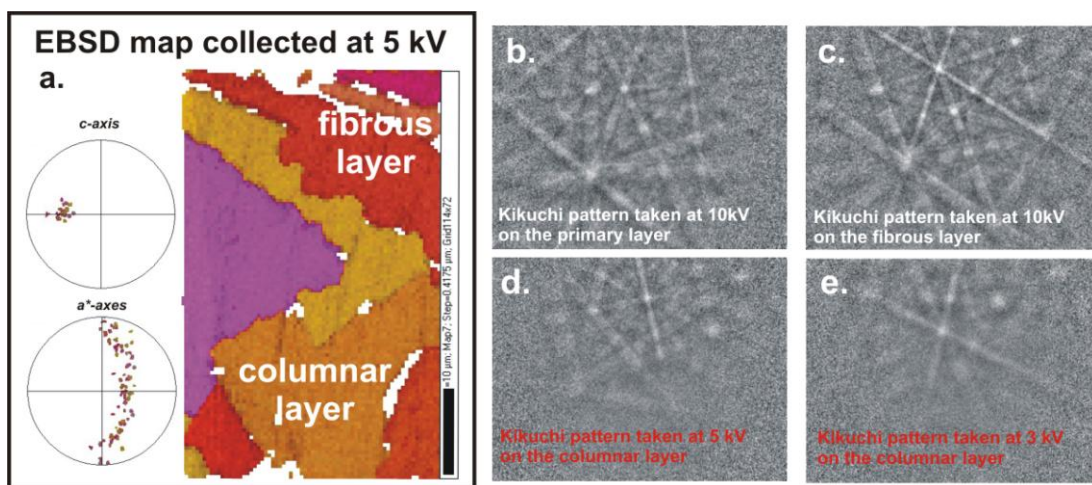 EBSD map collected at 5 kV
a.
c-axis
a*-axes
fibrous
layer
columnar
layer
=10 µm; Map7; Step=0.4175 µm; Grid114x72
b.
Kikuchi pattern taken at 10kV
on the primary layer
c.
Kikuchi pattern taken at 10kV
on the fibrous layer
d.
Kikuchi pattern taken at 5 kV
on the columnar layer
e.
Kikuchi pattern taken at 3 kV
on the columnar layer